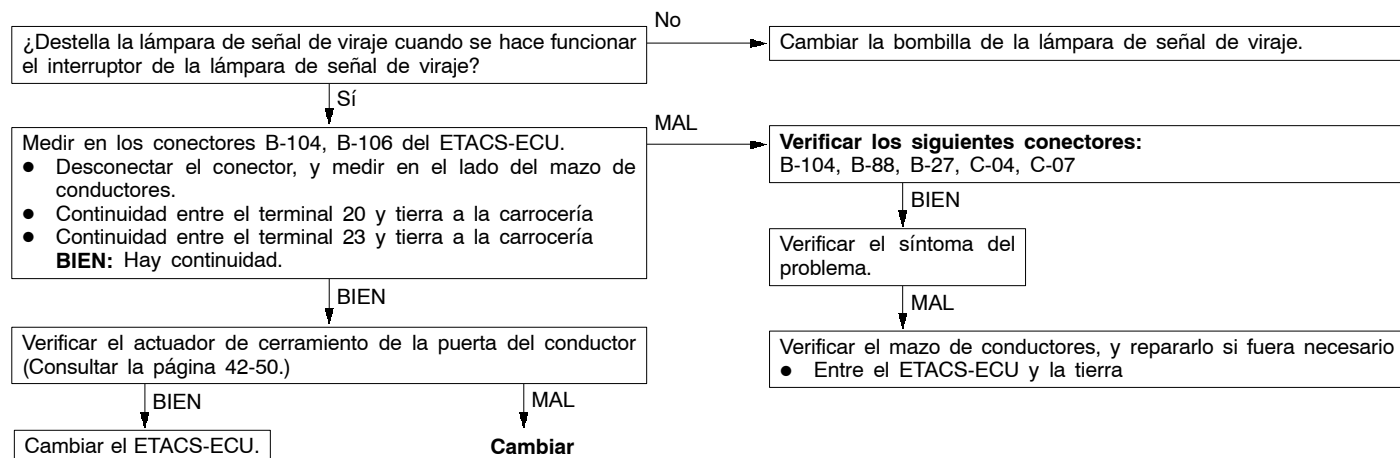 ¿Destella la lámpara de señal de viraje cuando se hace funcionar
el interruptor de la lámpara de señal de viraje?
No
Cambiar la bombilla de la lámpara de señal de viraje.
Sí
Medir en los conectores B-104, B-106 del ETACS-ECU.
● Desconectar el conector, y medir en el lado del mazo de
conductores.
● Continuidad entre el terminal 20 y tierra a la carrocería
● Continuidad entre el terminal 23 y tierra a la carrocería
BIEN: Hay continuidad.
MAL
Verificar los siguientes conectores:
B-104, B-88, B-27, C-04, C-07
BIEN
Verificar el síntoma del
problema.
MAL
Verificar el mazo de conductores, y repararlo si fuera necesario
● Entre el ETACS-ECU y la tierra
BIEN
Verificar el actuador de cerramiento de la puerta del conductor
(Consultar la página 42-50.)
BIEN
MAL
Cambiar el ETACS-ECU.
Cambiar